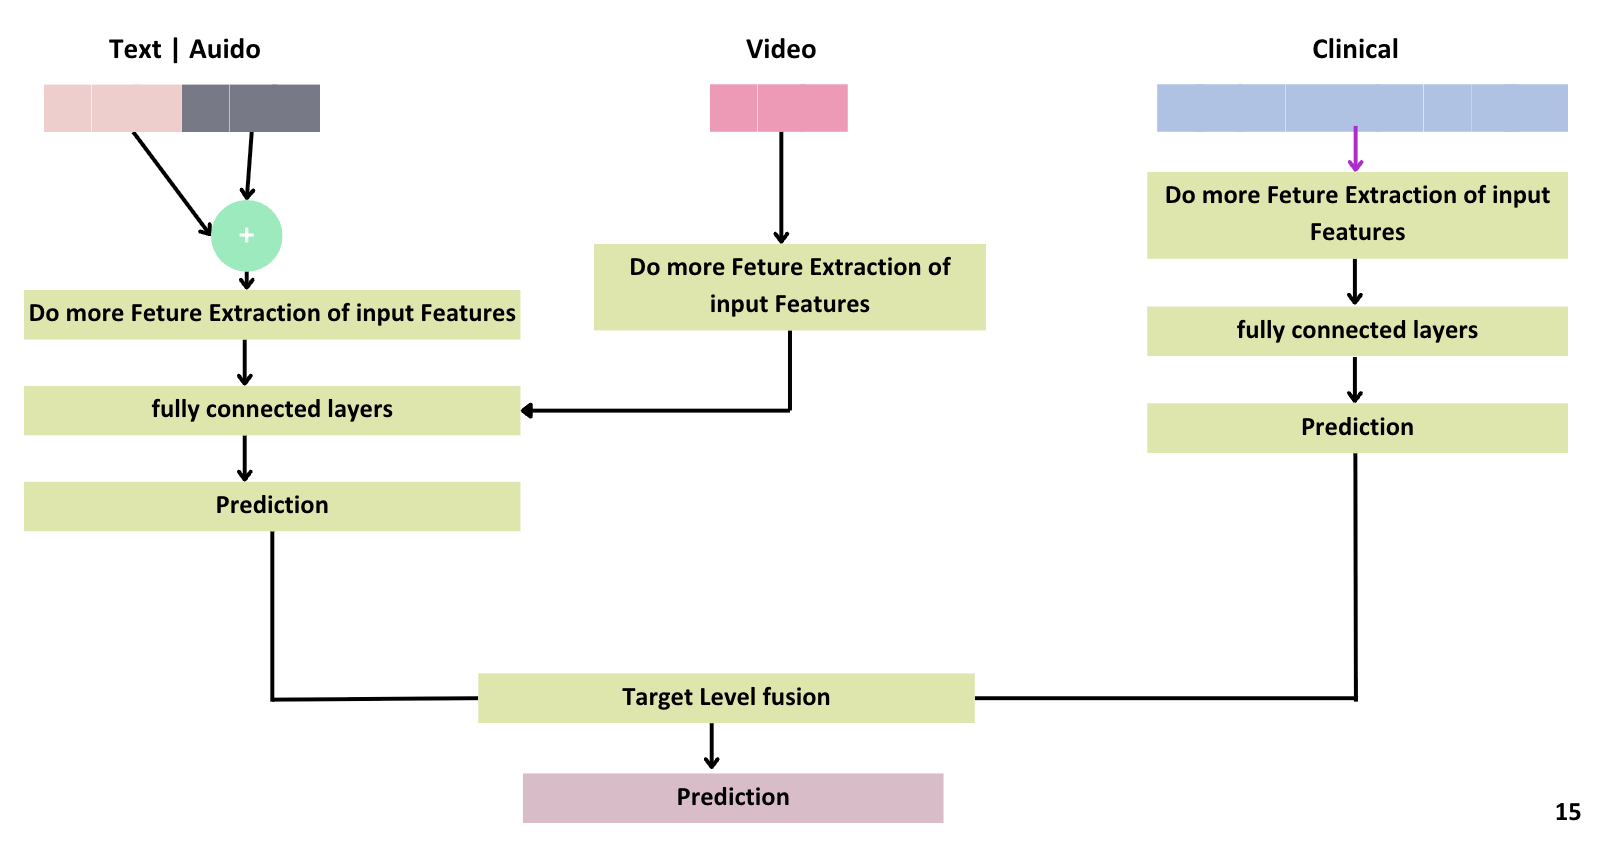 Text | Auido
Video
Clinical
+
Do more Feture Extraction of input Features
fully connected layers
Prediction
Do more Feture Extraction of
input Features
Do more Feture Extraction of input
Features
fully connected layers
Prediction
Target Level fusion
Prediction
15